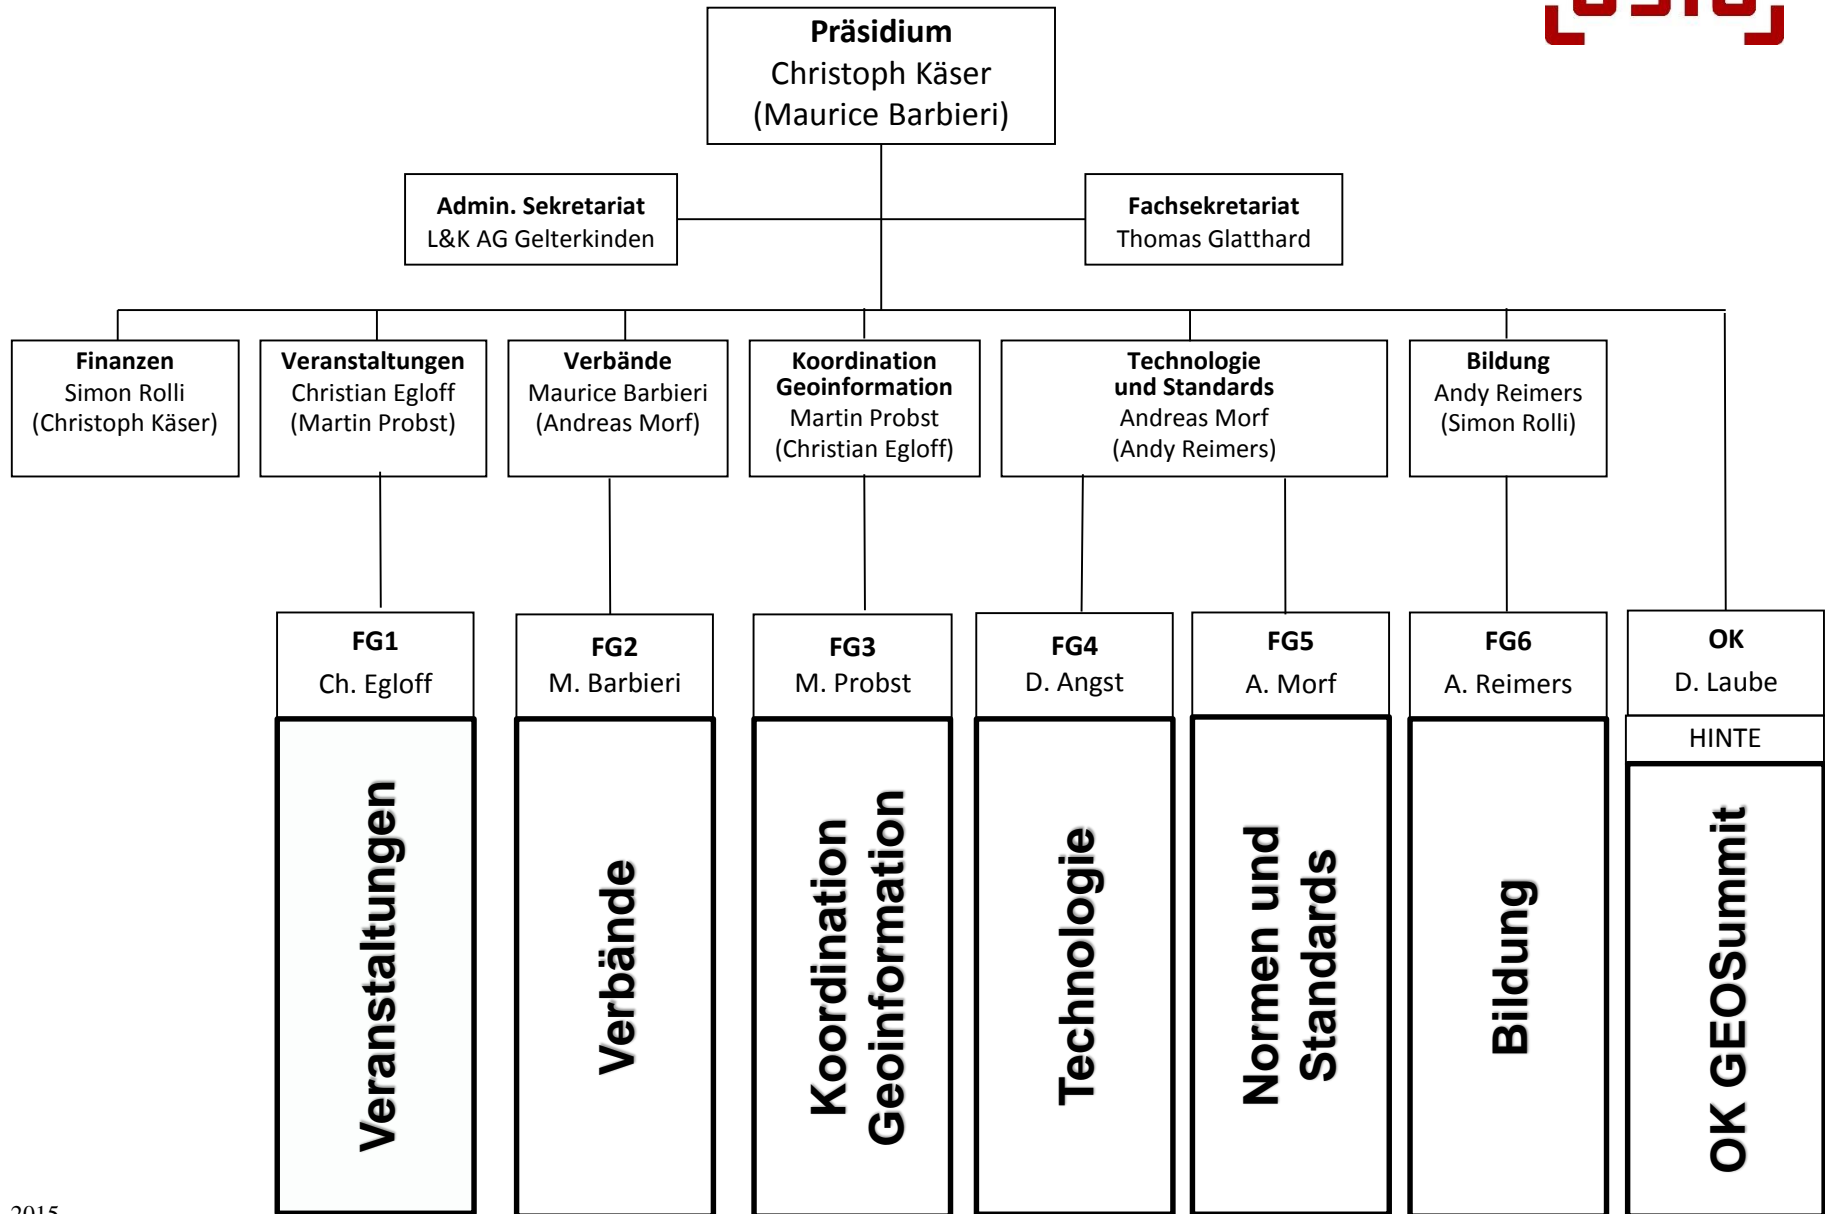 Präsidium
Christoph Käser
(Maurice Barbieri)
Admin. Sekretariat
L&K AG Gelterkinden
Fachsekretariat
Thomas Glatthard
Finanzen
Simon Rolli
(Christoph Käser)
Veranstaltungen
Christian Egloff
(Martin Probst)
Verbände
Maurice Barbieri
(Andreas Morf)
Koordination
Geoinformation
Martin Probst
(Christian Egloff)
Technologie
und Standards
Andreas Morf
(Andy Reimers)
Bildung
Andy Reimers
(Simon Rolli)
FG1
Ch. Egloff
Veranstaltungen
FG2
M. Barbieri
Verbände
FG3
M. Probst
Koordination
Geoinformation
FG4
D. Angst
Technologie
FG5
A. Morf
Normen und
Standards
FG6
A. Reimers
Bildung
OK
D. Laube
HINTE
OK GEOSummit
2015